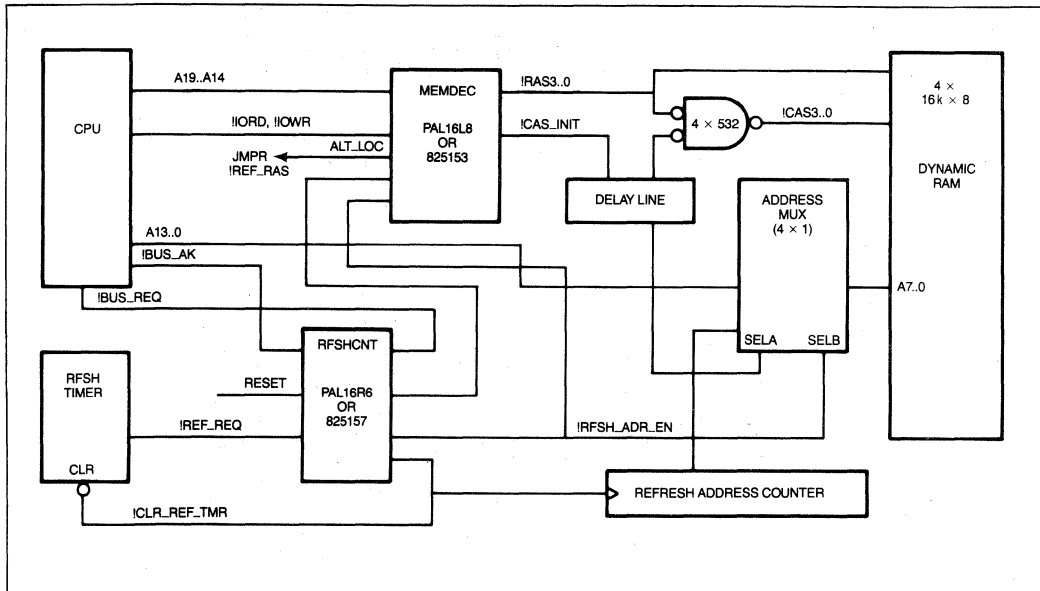 CPU
A19..A14
!IORD, !IOWR
ALT_LOC
JMPR
!REF_RAS
A13..0
!BUS_AK
!BUS_REQ
MEMDEC
PAL16L8
OR
825153
!RAS3..0
!CAS_INIT
4 × 532
!CAS3..0
DELAY LINE
ADDRESS
MUX
(4 × 1)
SELA
SELB
4 ×
16k × 8
DYNAMIC
RAM
A7..0
RFSH
TIMER
CLR
RESET
!REF_REQ
!CLR_REF_TMR
RFSHCNT
PAL16R6
OR
825157
!RFSH_ADR_EN
REFRESH ADDRESS COUNTER